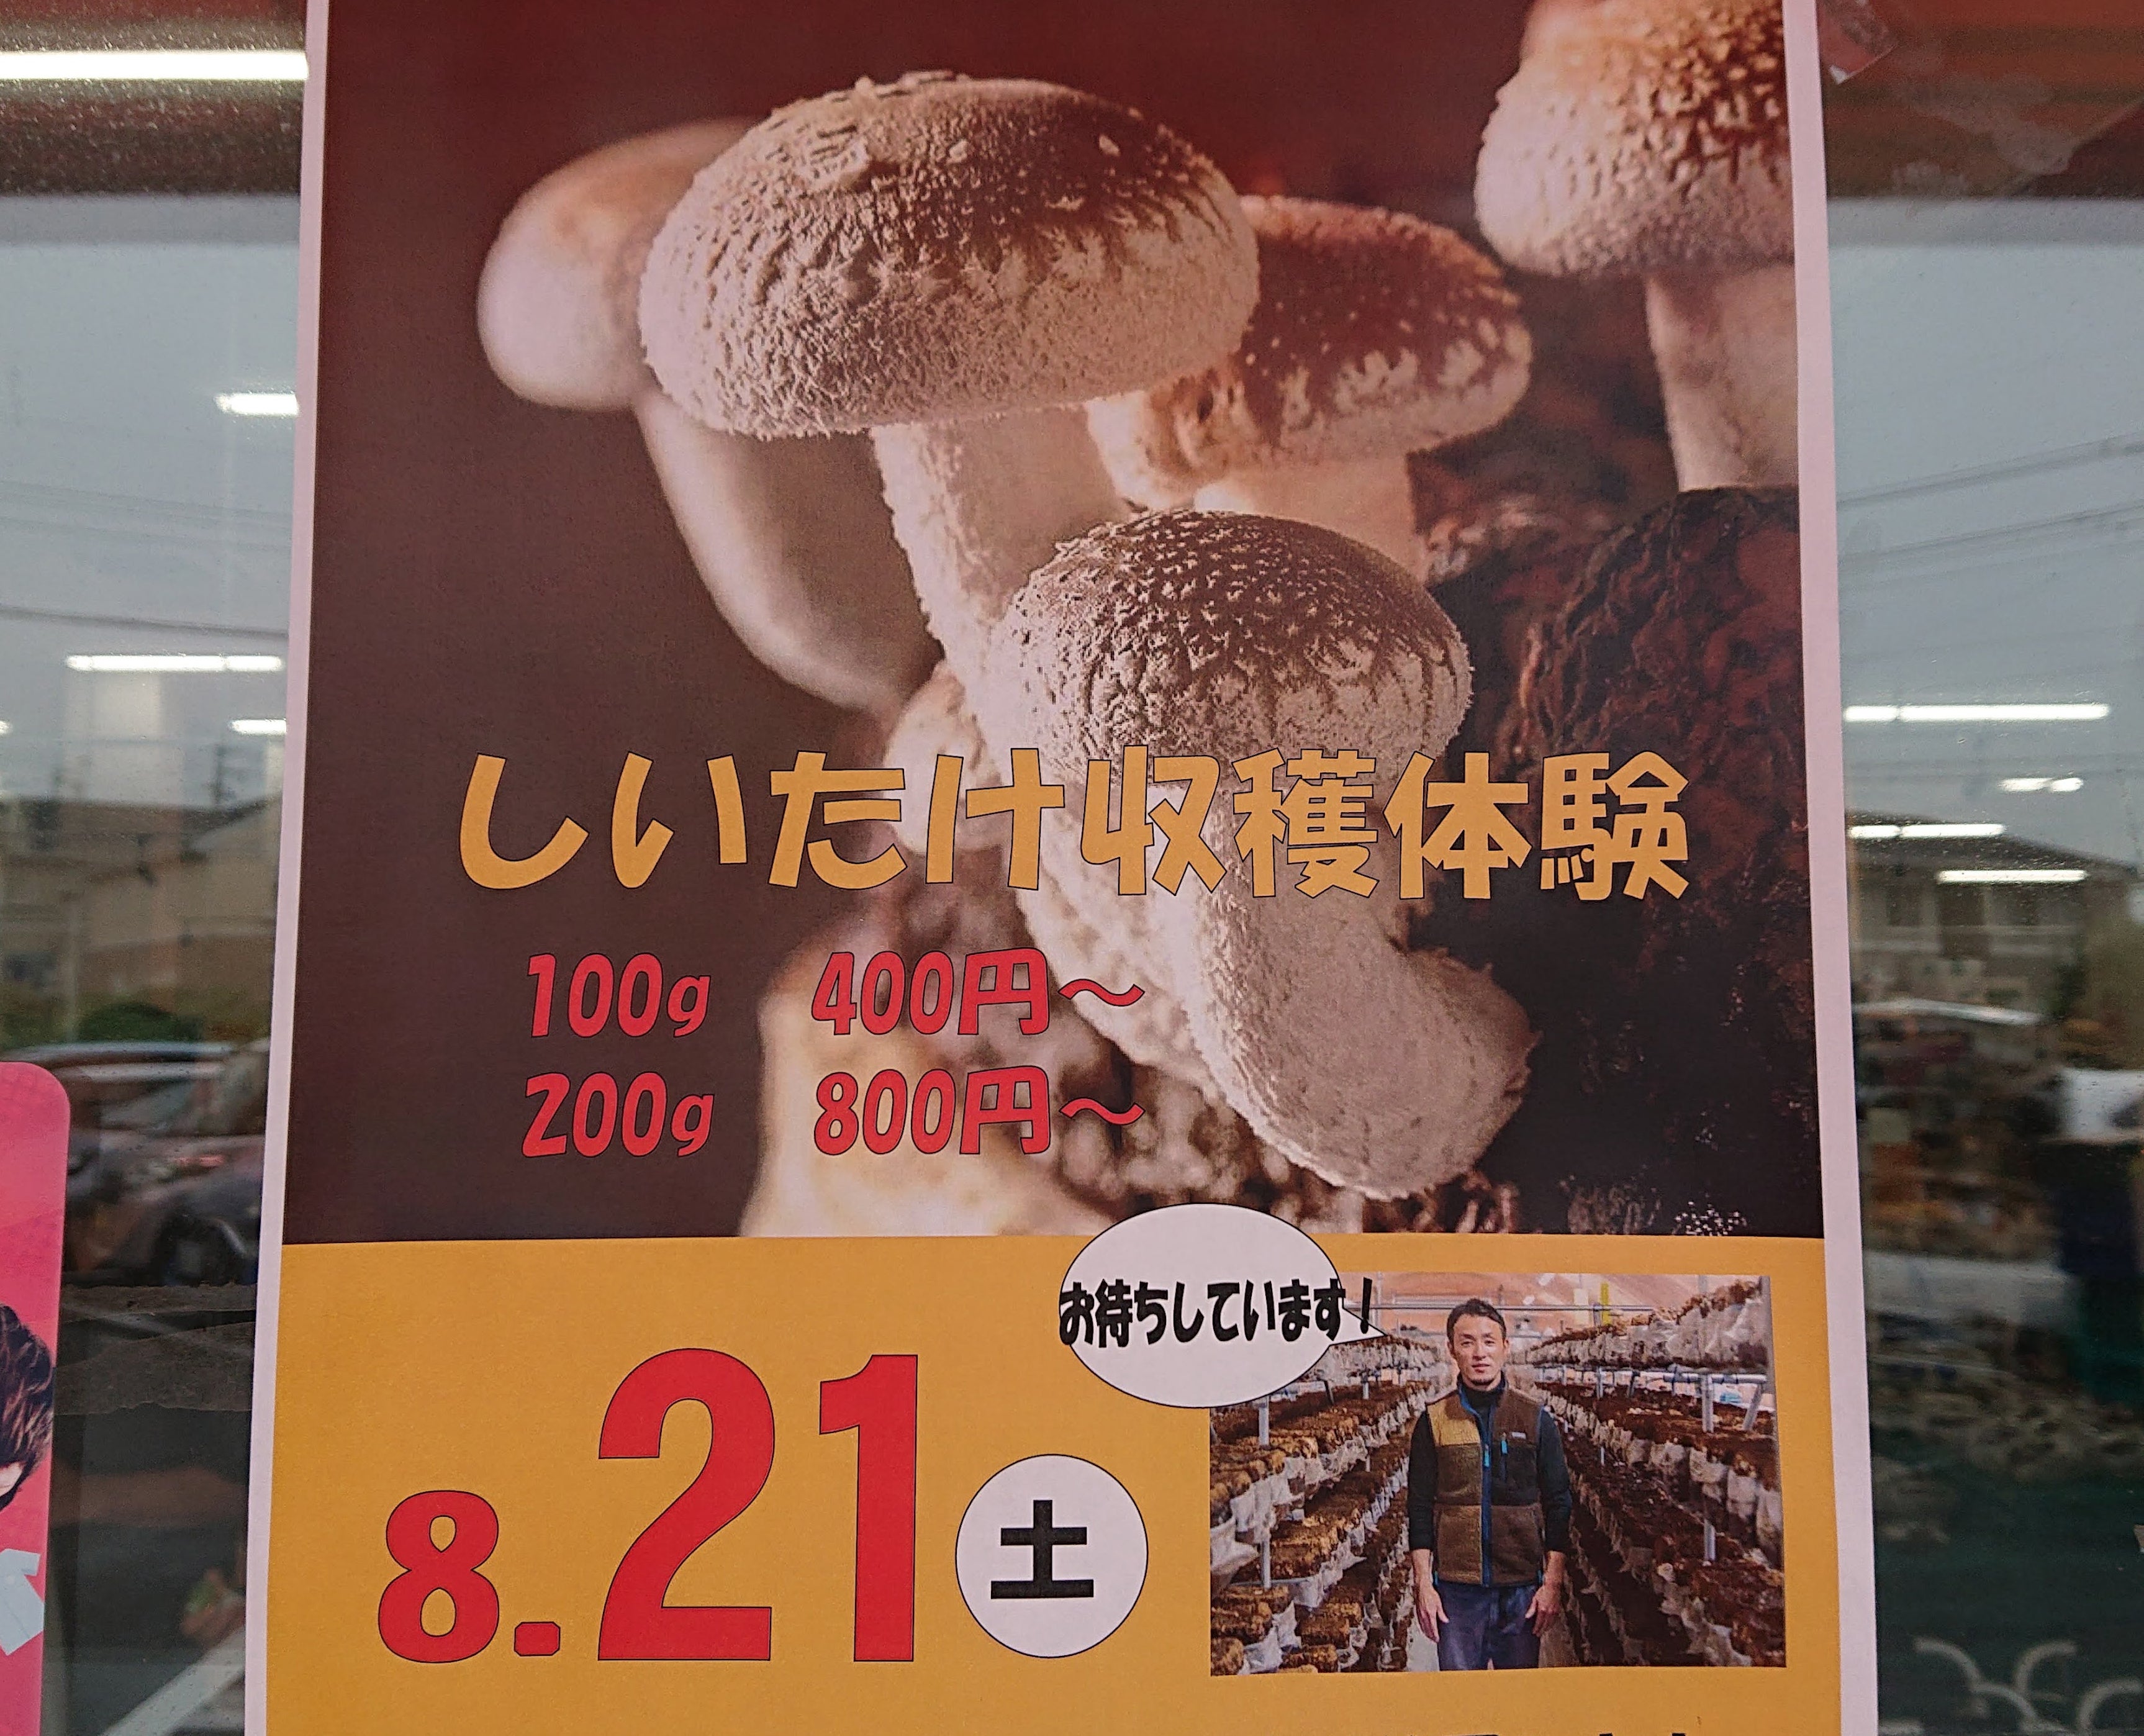 しいたけ収穫体験
100g 400円～
200g 800円～
お待ちしています！
8.21 土